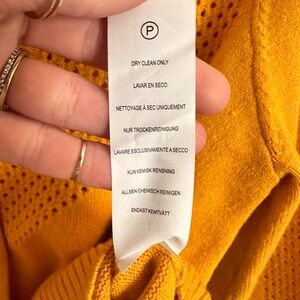 P
DRY CLEAN ONLY
LAVAR EN SECO
NETTOYAGE À SEC UNIQUEMENT
NUR TROCKENREINIGUNG
LAVARE ESCLUSIVAMENTE A SECCO
KUN KEMISK RENSNING
ALLEEN CHEMISCH REINIGEN
ENDAST KEMTVÄTT